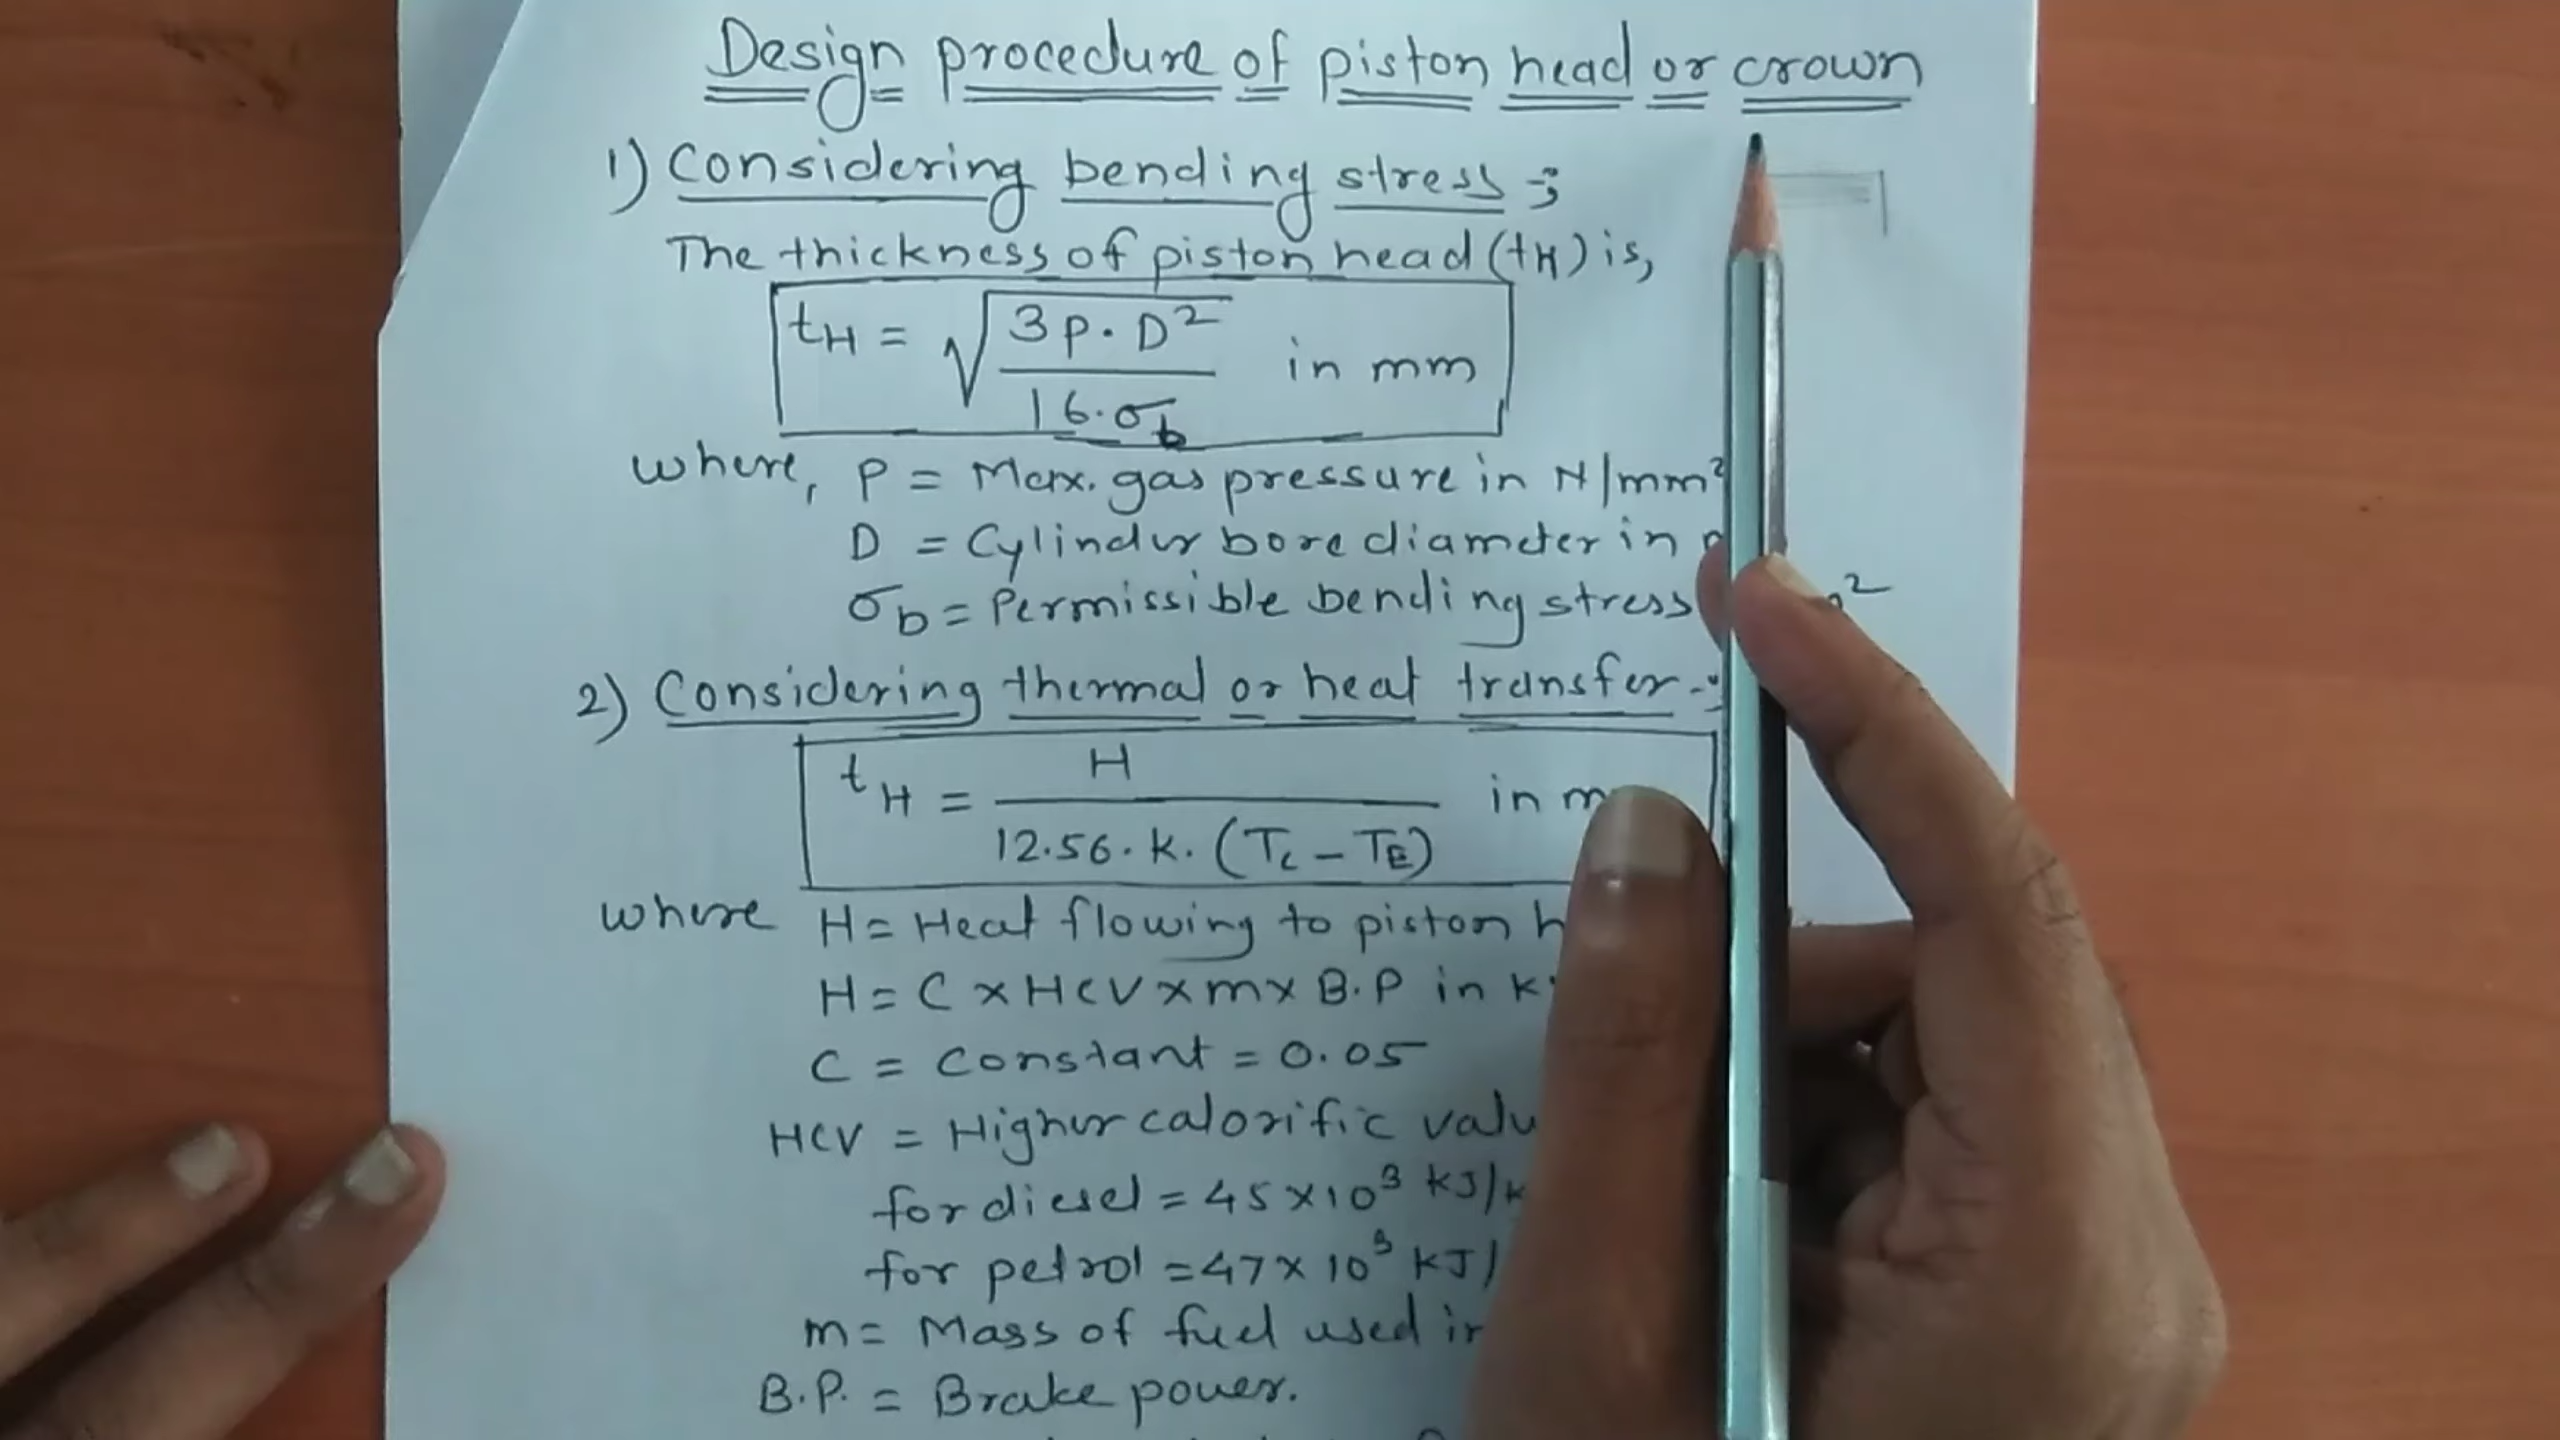 Design procedure of piston head or crown
1) Considering bending stress :-
The thickness of piston head (tH) is,
tH = √(3p·D² / 16·σb) in mm
where, P = Max. gas pressure in N/mm²
D = Cylinder bore diameter in
σb = Permissible bending stress
2) Considering thermal or heat transfer :-
tH = H / 12.56·k·(Tc – TE) in
where H = Heat flowing to piston
H = C x HCV x m x B.P in
C = Constant = 0.05
HCV = Higher calorific
for diesel = 45 x 10³ kJ/
for petrol = 47 x 10³ kJ/
m = Mass of fuel used
B.P. = Brake power.